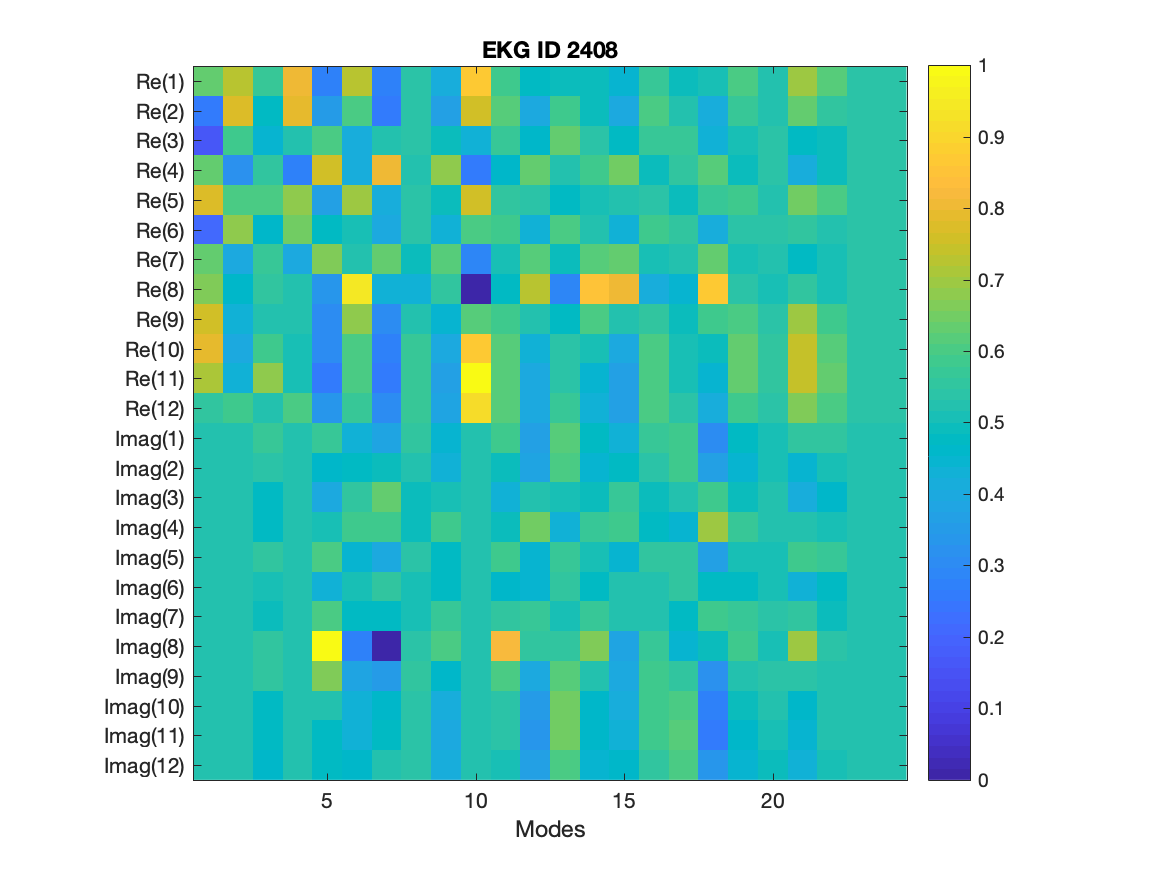 EKG ID 2408
Re(1)
Re(2)
Re(3)
Re(4)
Re(5)
Re(6)
Re(7)
Re(8)
Re(9)
Re(10)
Re(11)
Re(12)
Imag(1)
Imag(2)
Imag(3)
Imag(4)
Imag(5)
Imag(6)
Imag(7)
Imag(8)
Imag(9)
Imag(10)
Imag(11)
Imag(12)
5 10 15 20
Modes
1
0.9
0.8
0.7
0.6
0.5
0.4
0.3
0.2
0.1
0